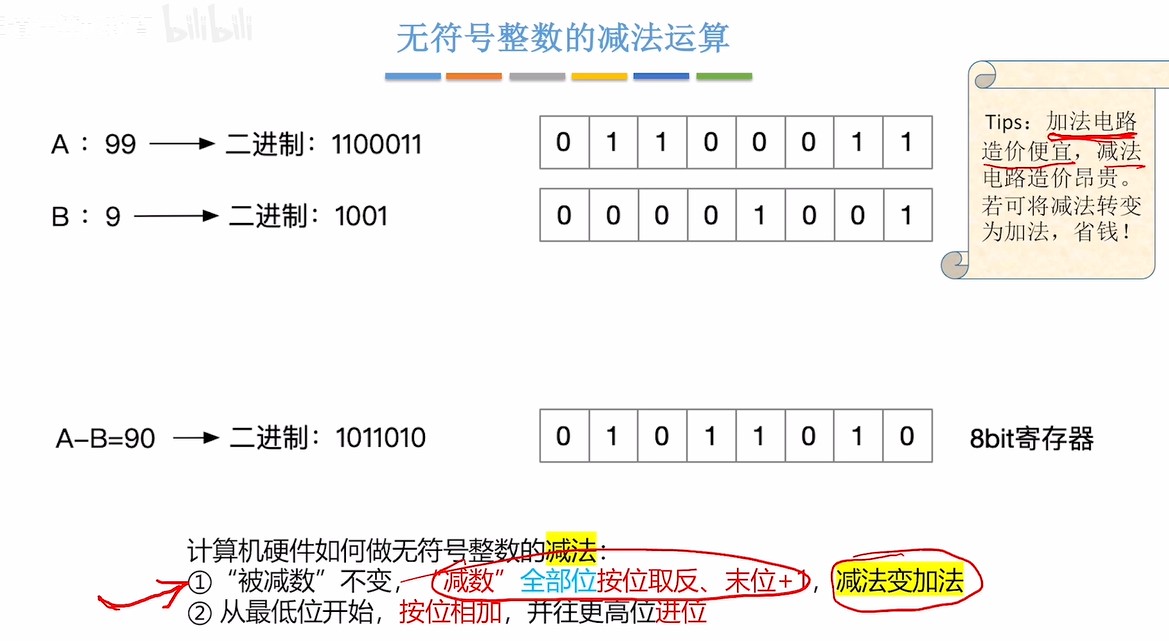 bilibili
无符号整数的减法运算
A：99 → 二进制：1100011
0 1 1 0 0 0 1 1
B：9 → 二进制：1001
0 0 0 0 1 0 0 1
Tips：加法电路
造价便宜，减法
电路造价昂贵。
若可将减法转变
为加法，省钱！
A-B=90 → 二进制：1011010
0 1 0 1 1 0 1 0
8bit寄存器
计算机硬件如何做无符号整数的减法：
①“被减数”不变，“减数”全部位按位取反、末位+1，减法变加法
② 从最低位开始，按位相加，并往更高位进位